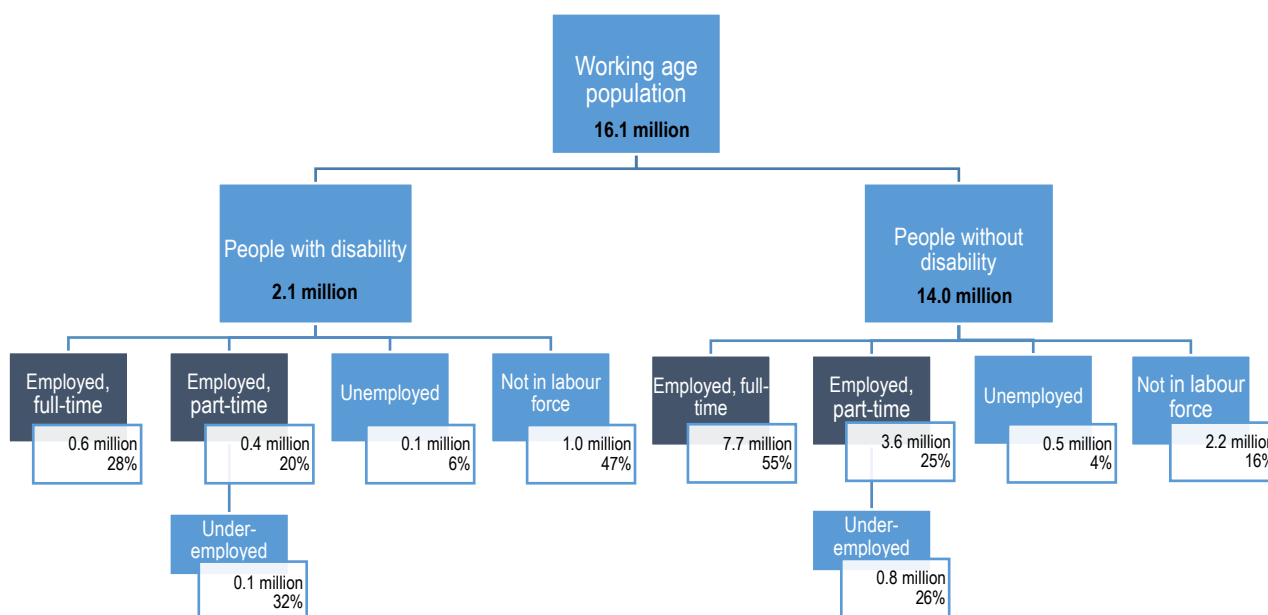 Working age
population
16.1 million
People with disability
2.1 million
People without
disability
14.0 million
Employed,
full-time
0.6 million
28%
Employed,
part-time
0.4 million
20%
Unemployed
0.1 million
6%
Not in labour
force
1.0 million
47%
Employed, full-
time
7.7 million
55%
Employed,
part-time
3.6 million
25%
Unemployed
0.5 million
4%
Not in labour
force
2.2 million
16%
Under-
employed
0.1 million
32%
Under-
employed
0.8 million
26%